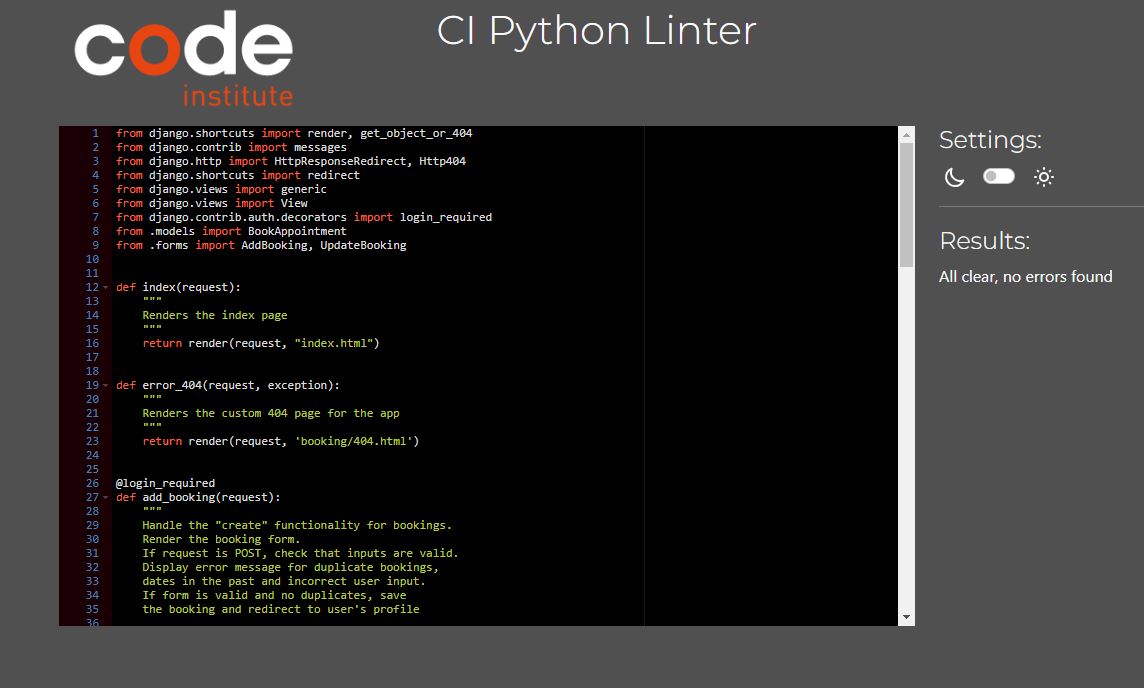 code
institute
CI Python Linter
1 from django.shortcuts import render, get_object_or_404
2 from django.contrib import messages
3 from django.http import HttpResponseRedirect, Http404
4 from django.shortcuts import redirect
5 from django.views import generic
6 from django.views import View
7 from django.contrib.auth.decorators import login_required
8 from .models import BookAppointment
9 from .forms import AddBooking, UpdateBooking
10
11
12 def index(request):
13 """
14 Renders the index page
15 """
16 return render(request, "index.html")
17
18
19 def error_404(request, exception):
20 """
21 Renders the custom 404 page for the app
22 """
23 return render(request, 'booking/404.html')
24
25
26 @login_required
27 def add_booking(request):
28 """
29 Handle the "create" functionality for bookings.
30 Render the booking form.
31 If request is POST, check that inputs are valid.
32 Display error message for duplicate bookings,
33 dates in the past and incorrect user input.
34 If form is valid and no duplicates, save
35 the booking and redirect to user's profile
36
Settings:
Results:
All clear, no errors found